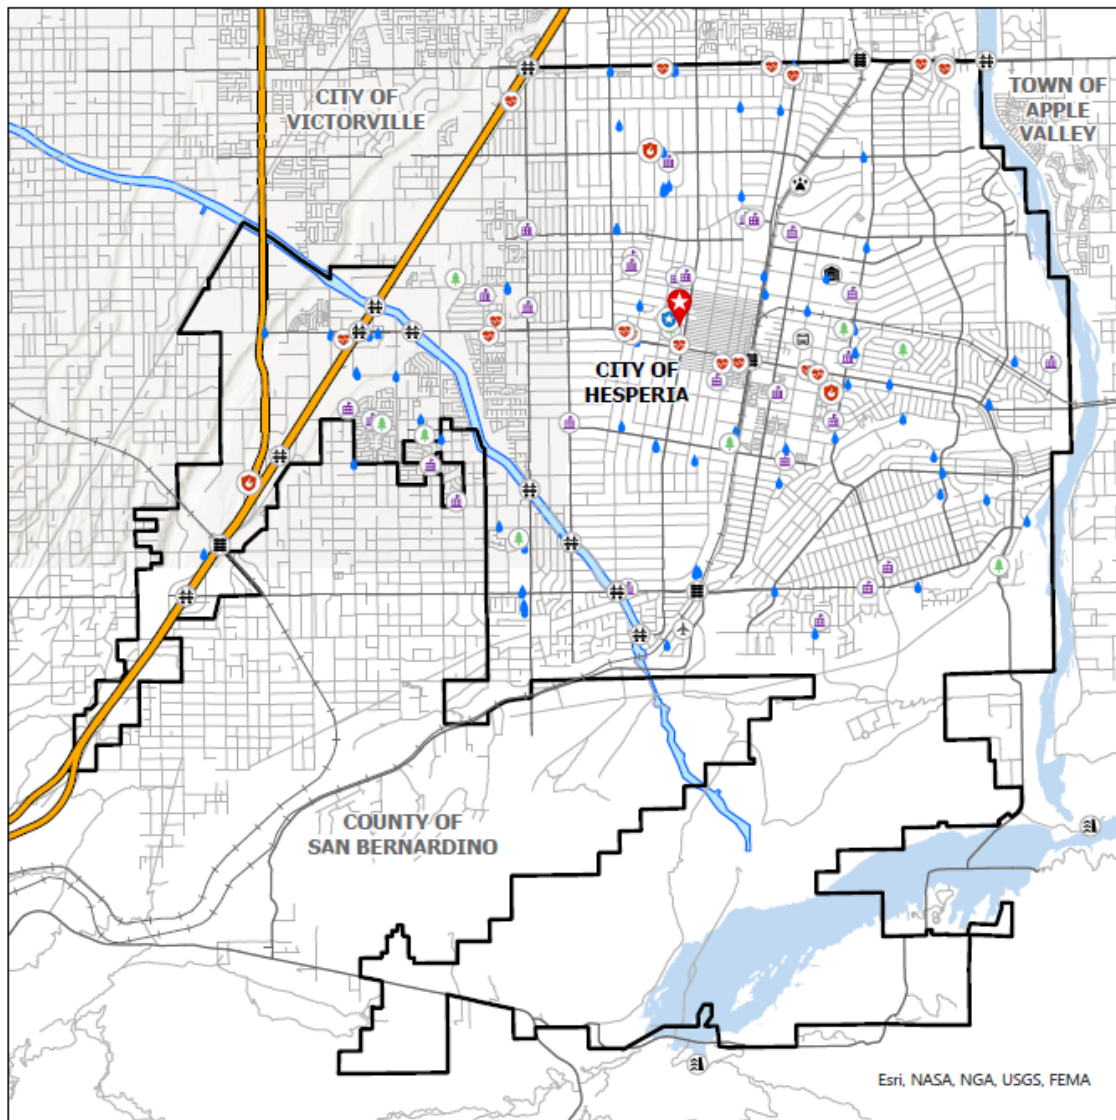 CITY OF
VICTORVILLE
TOWN OF
APPLE
VALLEY
CITY OF
HESPERIA
COUNTY OF
SAN BERNARDINO
Esri, NASA, NGA, USGS, FEMA